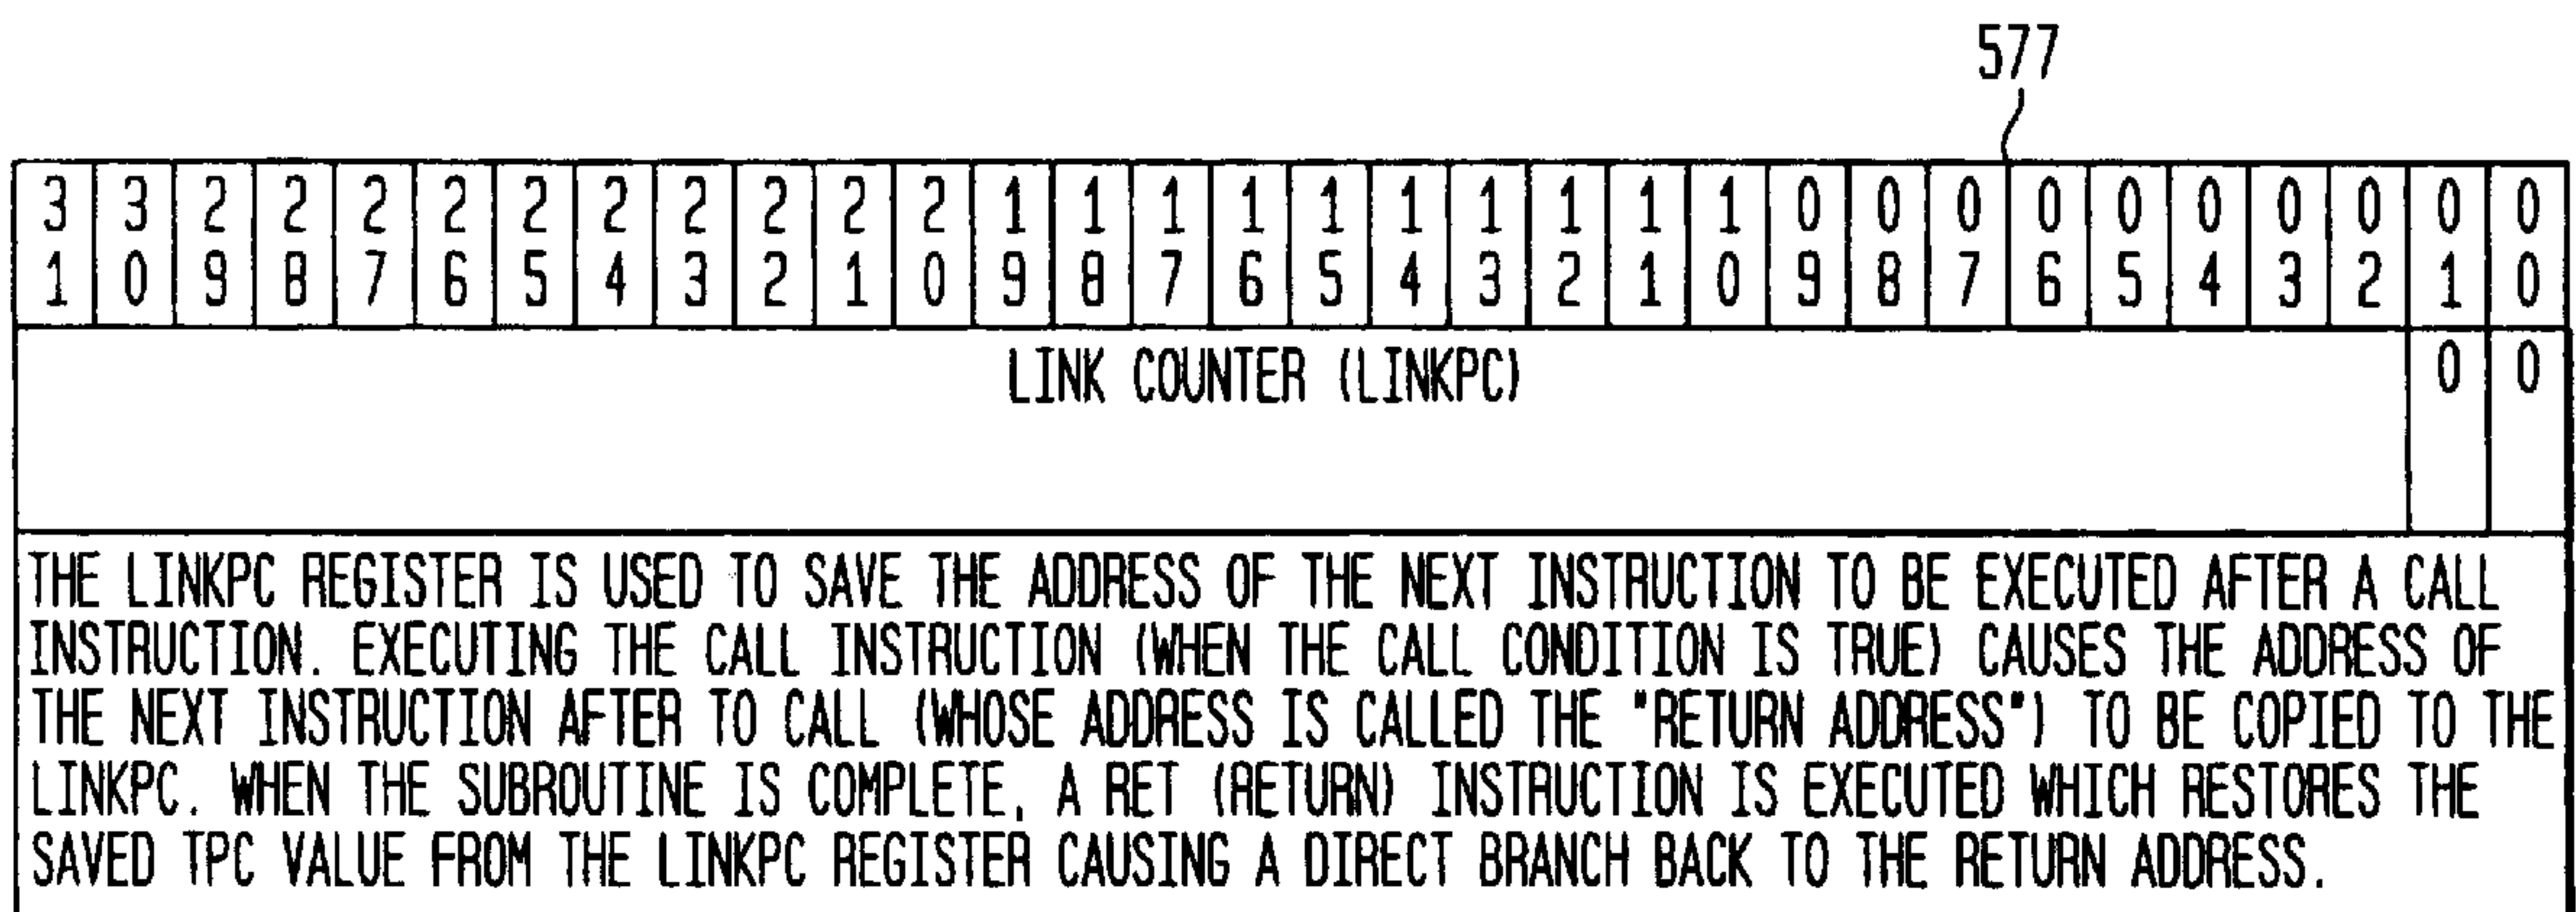 577
3 3 2 2 2 2 2 2 2 2 2 2 1 1 1 1 1 1 1 1 1 1 0 0 0 0 0 0 0 0 0 0
1 0 9 8 7 6 5 4 3 2 1 0 9 8 7 6 5 4 3 2 1 0 9 8 7 6 5 4 3 2 1 0
LINK COUNTER (LINKPC) 0 0
THE LINKPC REGISTER IS USED TO SAVE THE ADDRESS OF THE NEXT INSTRUCTION TO BE EXECUTED AFTER A CALL
INSTRUCTION. EXECUTING THE CALL INSTRUCTION (WHEN THE CALL CONDITION IS TRUE) CAUSES THE ADDRESS OF
THE NEXT INSTRUCTION AFTER TO CALL (WHOSE ADDRESS IS CALLED THE "RETURN ADDRESS") TO BE COPIED TO THE
LINKPC. WHEN THE SUBROUTINE IS COMPLETE, A RET (RETURN) INSTRUCTION IS EXECUTED WHICH RESTORES THE
SAVED TPC VALUE FROM THE LINKPC REGISTER CAUSING A DIRECT BRANCH BACK TO THE RETURN ADDRESS.